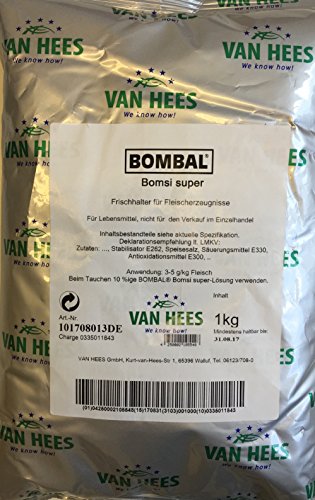 VAN HEES
We know how!
VAN HEES
We know how!
BOMBAL®
Bomsi super
Frischhalter für Fleischerzeugnisse
Für Lebensmittel, nicht für den Verkauf im Einzelhandel
Inhaltsbestandteile siehe aktuelle Spezifikation,
Deklarationsempfehlung lt. LMKV:
Zutaten: ..., Stabilisator E262, Speisesalz, Säuerungsmittel E330,
Antioxidationsmittel E300, ...
Anwendung: 3-5 g/kg Fleisch
Beim Tauchen 10 %ige BOMBAL® Bomsi super-Lösung verwenden.
Inhalt
Art.-Nr.
101708013DE
Charge 0335011843
VAN HEES
We know how!
1kg
Mindestens haltbar bis:
31.08.17
VAN HEES GmbH, Kurt-van-Hees-Str. 1, 65396 Walluf, Tel. 06123/708-0
VAN HEES
We know how!
VAN HEES
We know how!